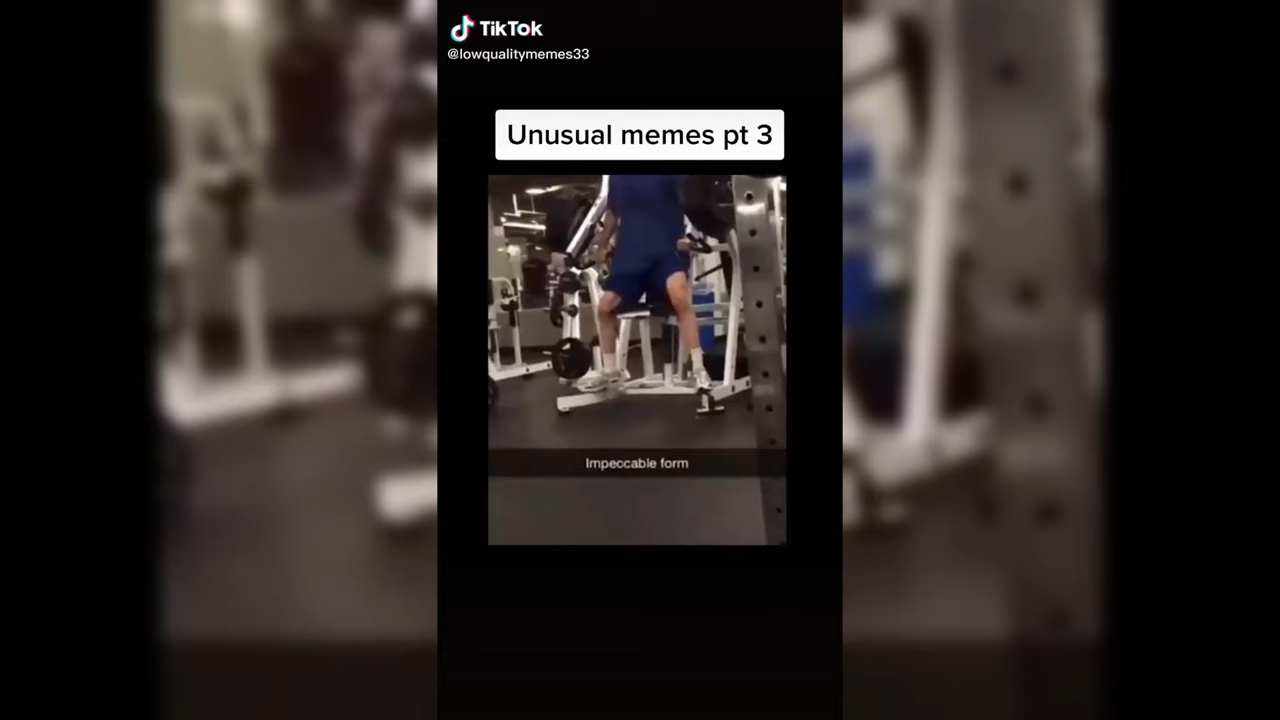 TikTok
@lowqualitymemes33
Unusual memes pt 3
Impeccable form